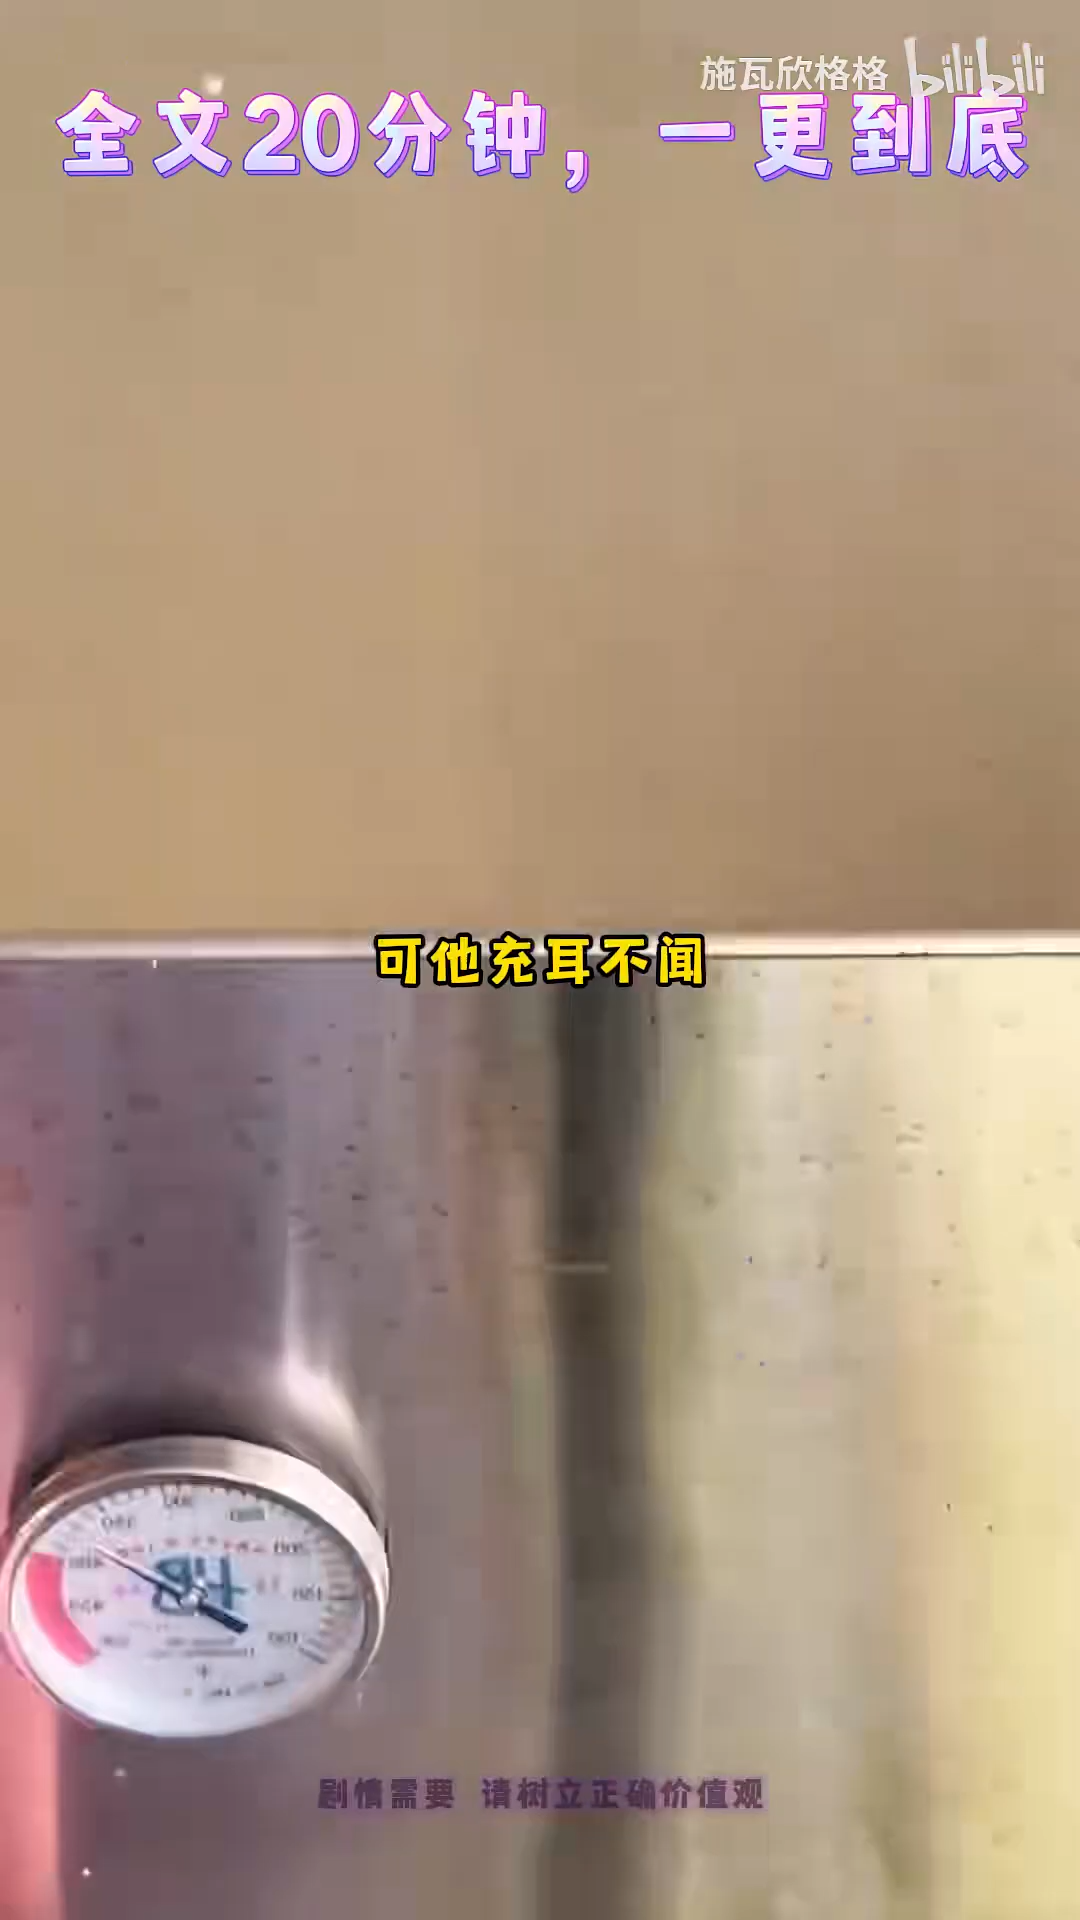 施瓦欣格格 bilibili
全文20分钟，一更到底
可他充耳不闻
剧情需要 请树立正确价值观